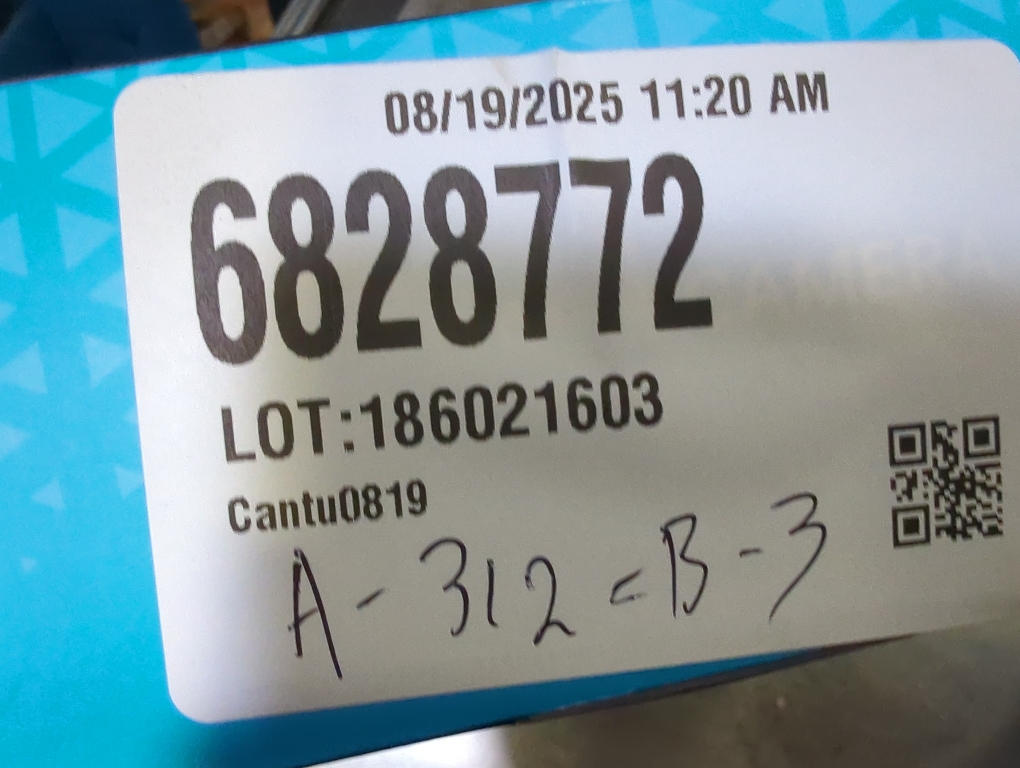 08/19/2025 11:20 AM
6828772
LOT:186021603
Cantu0819
A - 312 = B - 3